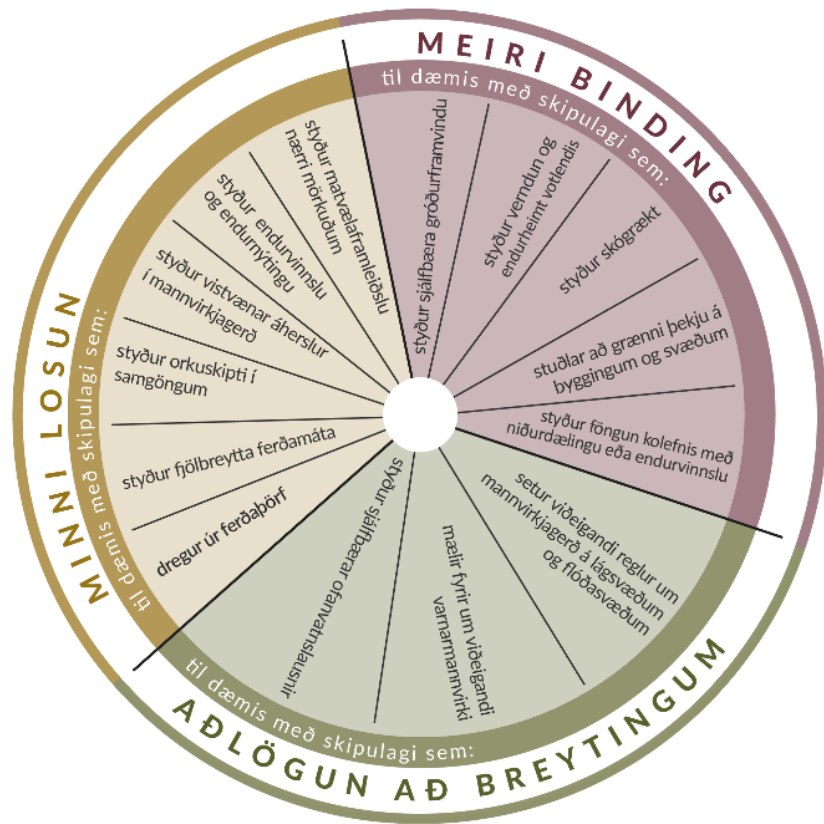 MEIRI BINDING
til dæmis með skipulagi sem:
styður sjálfbæra gróðurframvindu
styður verndun og
endurheimt votlendis
styður skógrækt
stuðlar að grænni þekju á
byggingum og svæðum
styður föngun kolefnis með
niðurdælingu eða endurvinnslu
AÐLÖGUN AÐ BREYTINGUM
til dæmis með skipulagi sem:
setur viðeigandi reglur um
mannvirkjagerð á lágsvæðum
og flóðasvæðum
mælir fyrir um viðeigandi
varnarmannvirki
styður sjálfbærar ofanvatnslausnir
MINNI LOSUN
til dæmis með skipulagi sem:
dregur úr ferðaþörf
styður fjölbreytta ferðamáta
styður orkuskipti í
samgöngum
styður vistvænar áherslur
í mannvirkjagerð
styður endurvinnslu
og endurnýtingu
styður matvælaframleiðslu
nærri mörkuðum